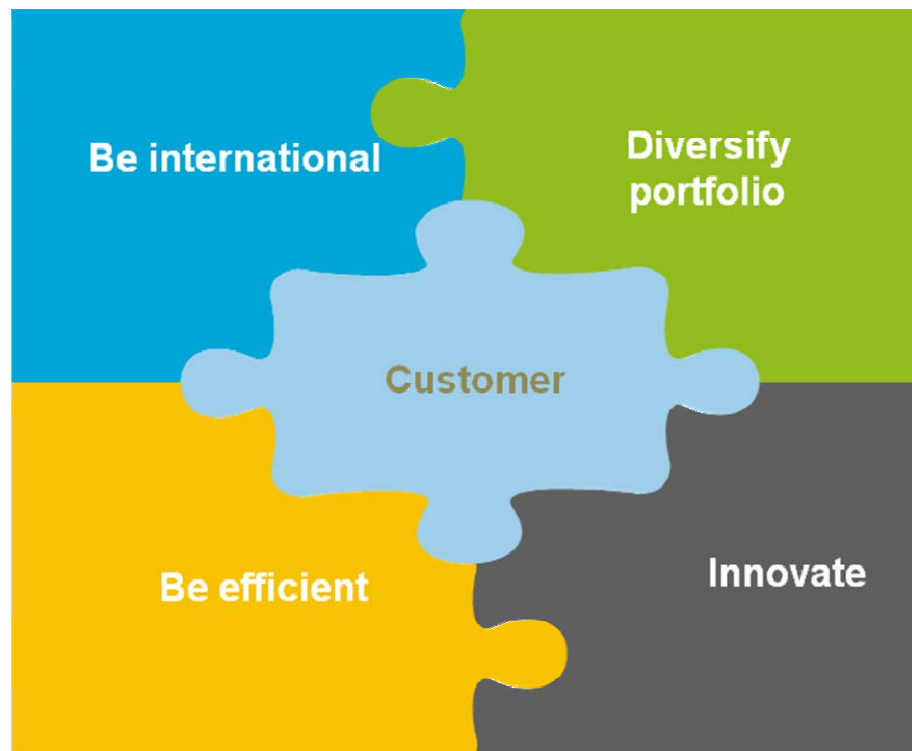 Be international
Diversify
portfolio
Customer
Be efficient
Innovate